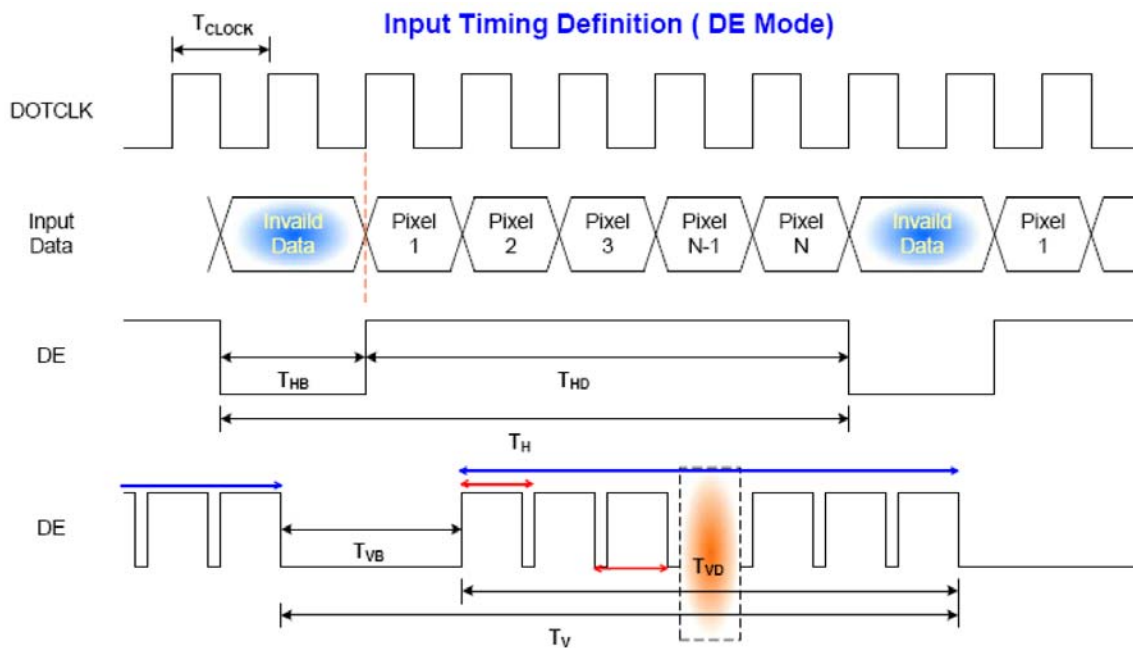 Input Timing Definition ( DE Mode)
TCLOCK
DOTCLK
Input
Data
Invaild
Data
Pixel
1
Pixel
2
Pixel
3
Pixel
N-1
Pixel
N
Invaild
Data
Pixel
1
DE
THB
THD
TH
DE
TVB
TVD
TV